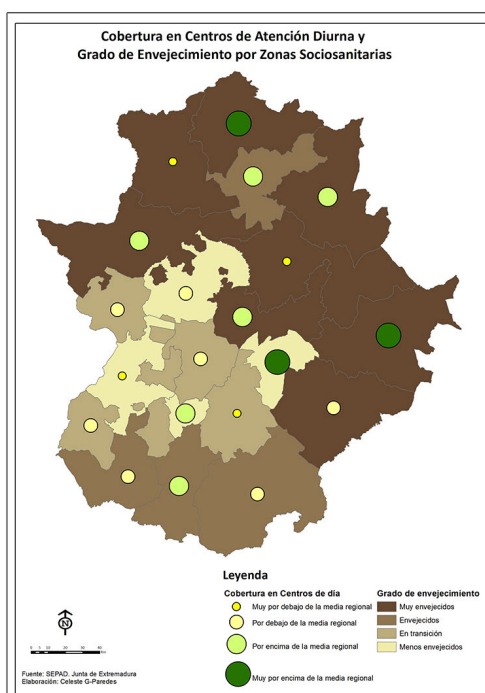 Cobertura en Centros de Atención Diurna y
Grado de Envejecimiento por Zonas Sociosanitarias
Leyenda
Cobertura en Centros de dia
Muy por debajo de la media regional
Por debajo de la media regional
Por encima de la media regional
Muy por encima de la media regional
Grado de envejecimiento
Muy envejecidos
Envejecidos
En transición
Menos envejecidos
N
Fuente: SEPAD. Junta de Extremadura
Elaboración: Celeste G-Paredes